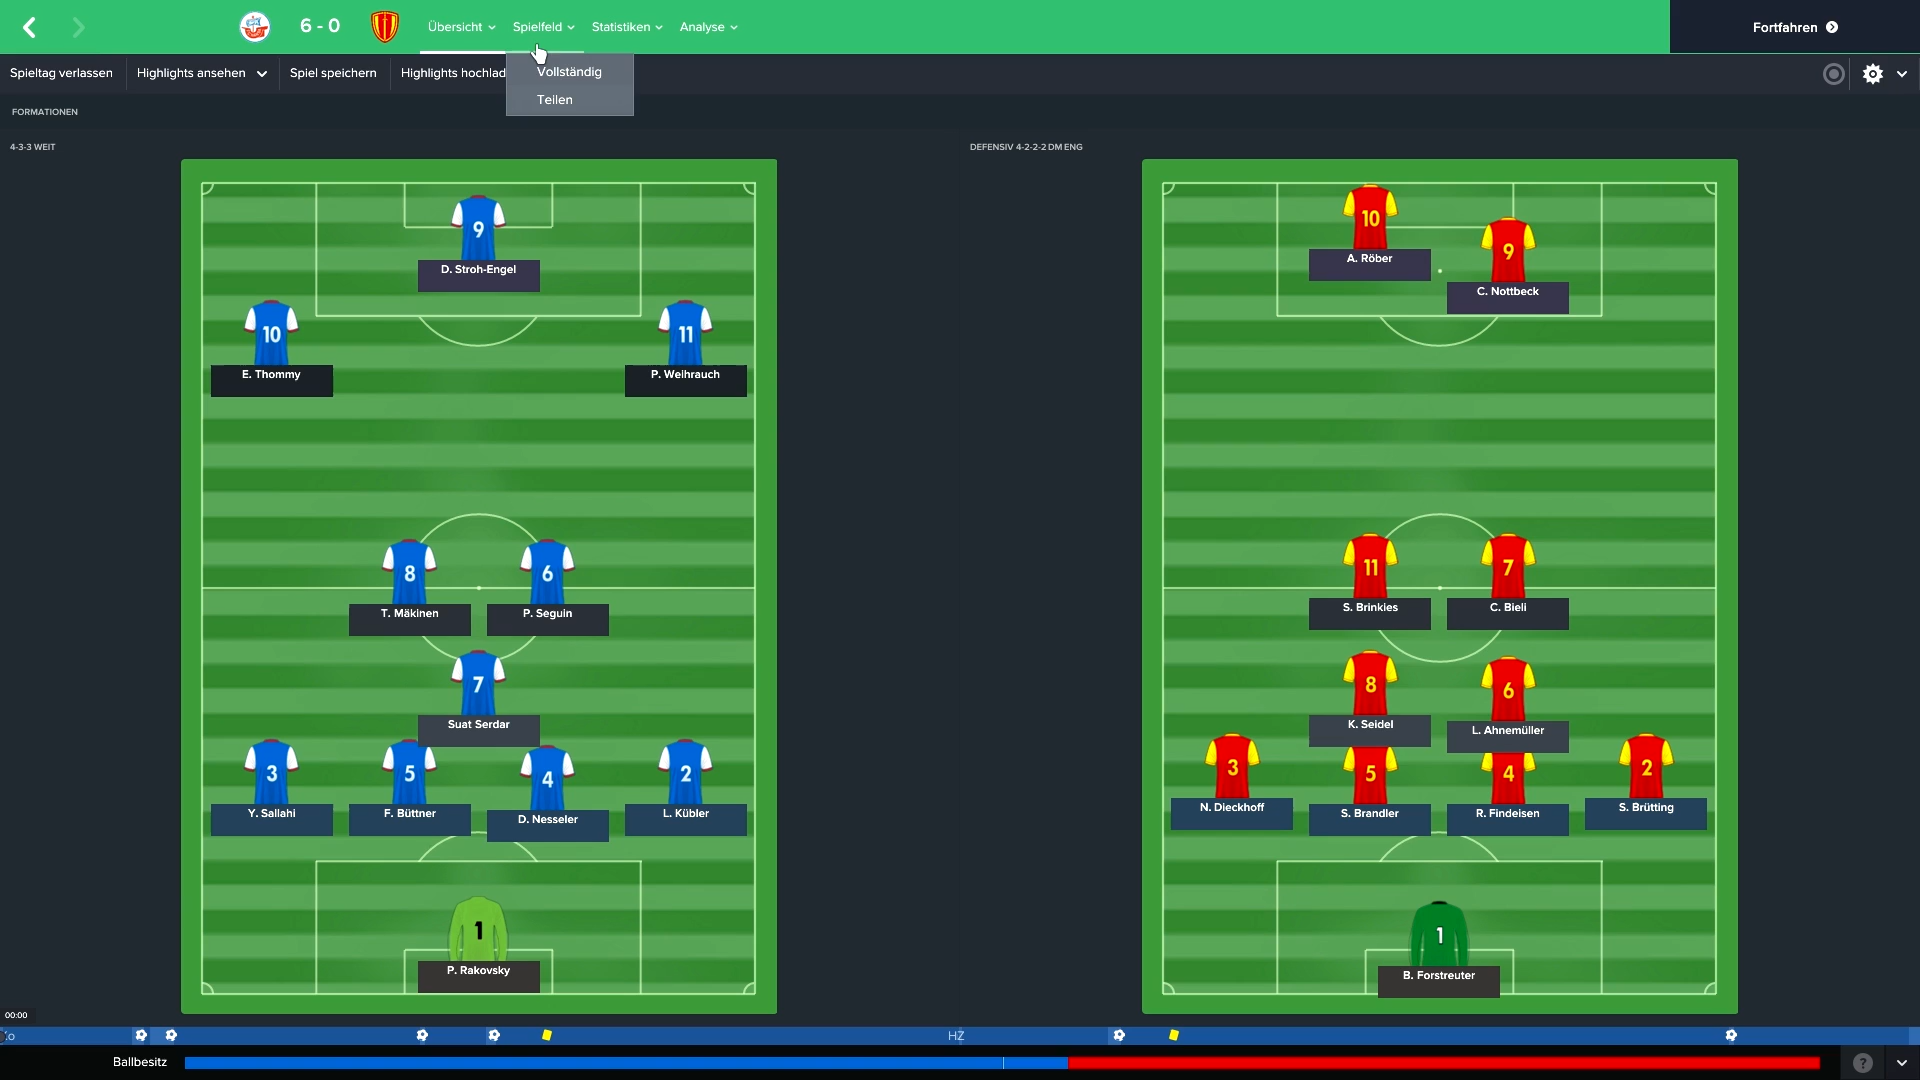 6 - 0
Übersicht
Spielfeld
Statistiken
Analyse
Fortfahren
Spieltag verlassen
Highlights ansehen
Spiel speichern
Highlights hochlad
Vollständig
Teilen
FORMATIONEN
4-3-3 WEIT
9
D. Stroh-Engel
10
E. Thommy
11
P. Weihrauch
8
T. Mäkinen
6
P. Seguin
7
Suat Serdar
3
Y. Sallahi
5
F. Büttner
4
D. Nesseler
2
L. Kübler
1
P. Rakovsky
DEFENSIV 4-2-2-2 DM ENG
10
A. Röber
9
C. Nottbeck
11
S. Brinkies
7
C. Bieli
8
K. Seidel
6
L. Ahnemüller
3
N. Dieckhoff
5
S. Brandler
4
R. Findeisen
2
S. Brütting
1
B. Forstreuter
00:00
HZ
Ballbesitz
?